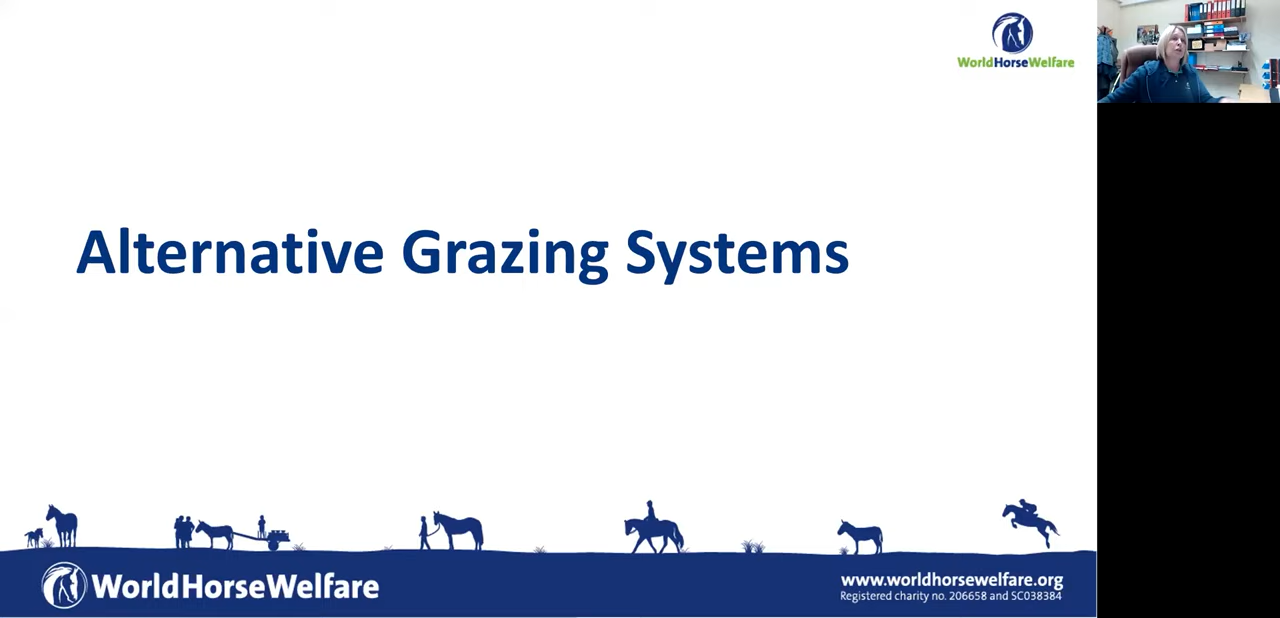 WorldHorseWelfare
Alternative Grazing Systems
WorldHorseWelfare
www.worldhorsewelfare.org
Registered charity no. 206658 and SC038384